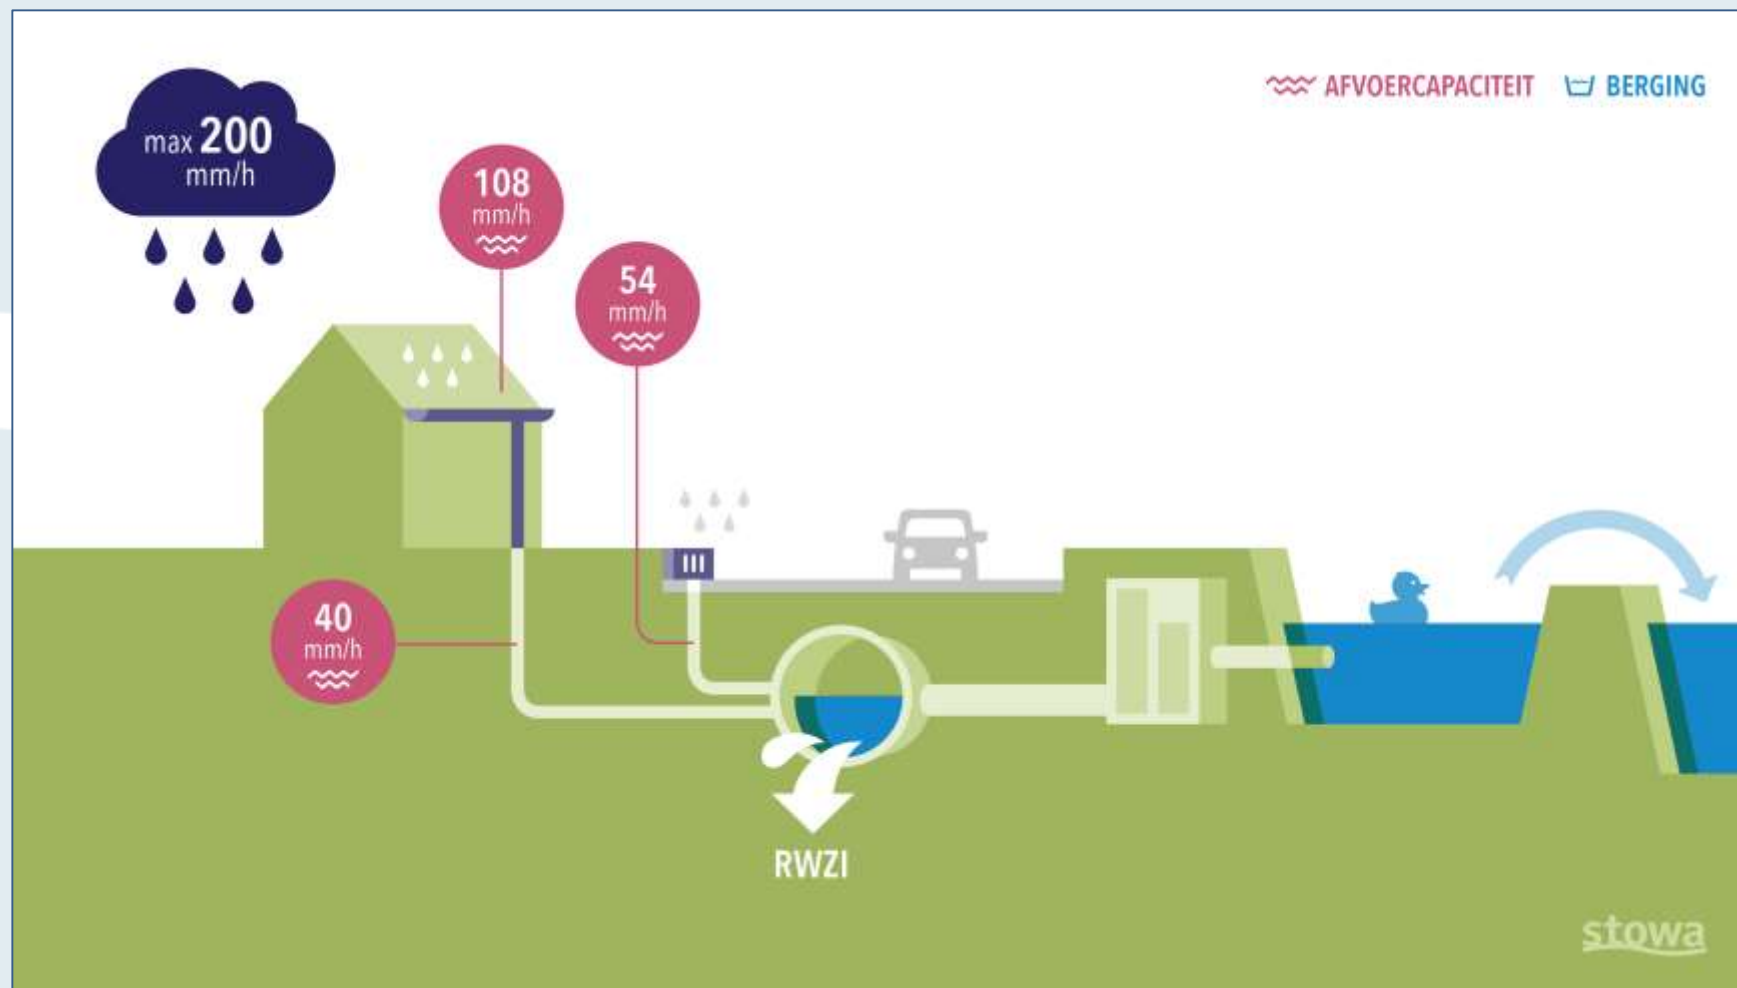 AFVOERCAPACITEIT BERGING
max 200
mm/h
108
mm/h
54
mm/h
40
mm/h
RWZI
stowa